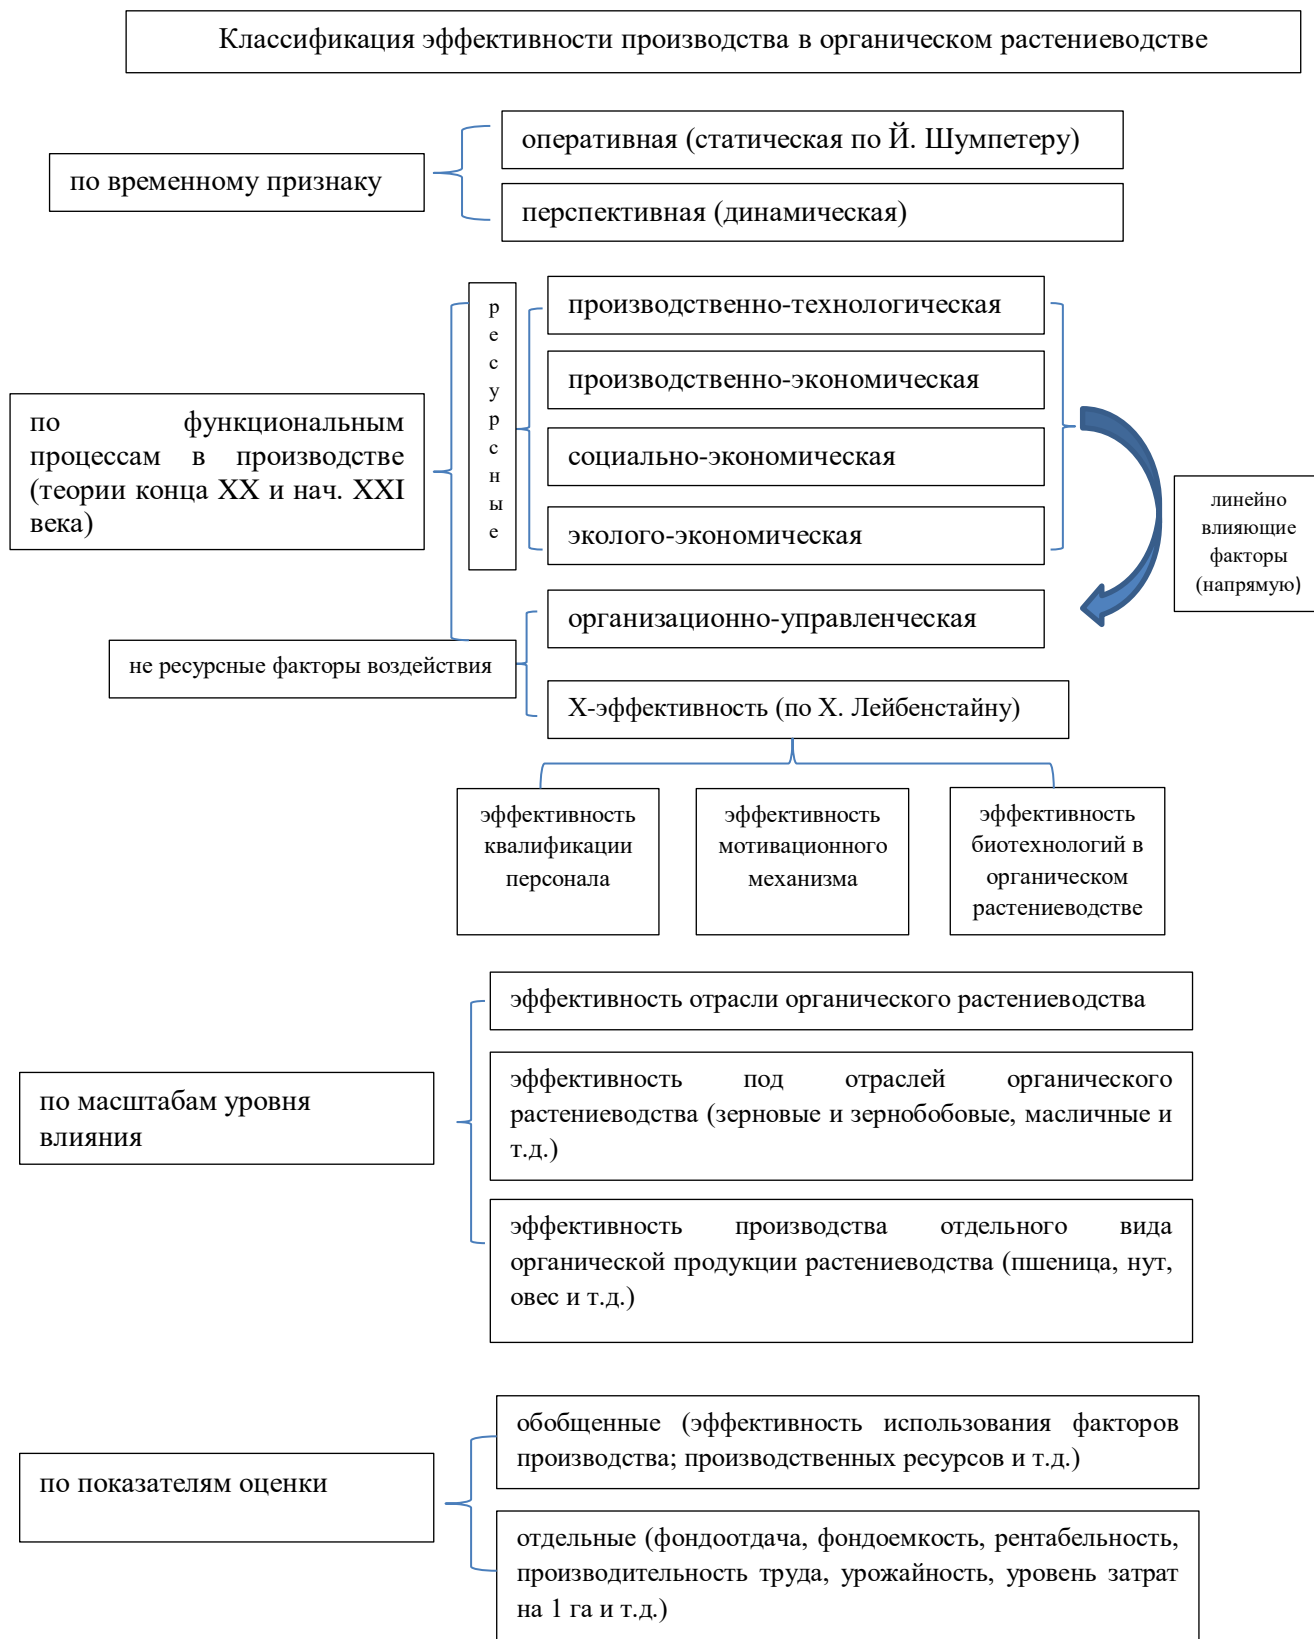 Классификация эффективности производства в органическом растениеводстве
по временному признаку
оперативная (статическая по Й. Шумпетеру)
перспективная (динамическая)
по функциональным
процессам в производстве
(теории конца XX и нач. XXI
века)
ресурсные
производственно-технологическая
производственно-экономическая
социально-экономическая
эколого-экономическая
линейно
влияющие
факторы
(напрямую)
не ресурсные факторы воздействия
организационно-управленческая
Х-эффективность (по Х. Лейбенстайну)
эффективность
квалификации
персонала
эффективность
мотивационного
механизма
эффективность
биотехнологий в
органическом
растениеводстве
по масштабам уровня
влияния
эффективность отрасли органического растениеводства
эффективность под отраслей органического
растениеводства (зерновые и зернобобовые, масличные и
т.д.)
эффективность производства отдельного вида
органической продукции растениеводства (пшеница, нут,
овес и т.д.)
по показателям оценки
обобщенные (эффективность использования факторов
производства; производственных ресурсов и т.д.)
отдельные (фондоотдача, фондоемкость, рентабельность,
производительность труда, урожайность, уровень затрат
на 1 га и т.д.)